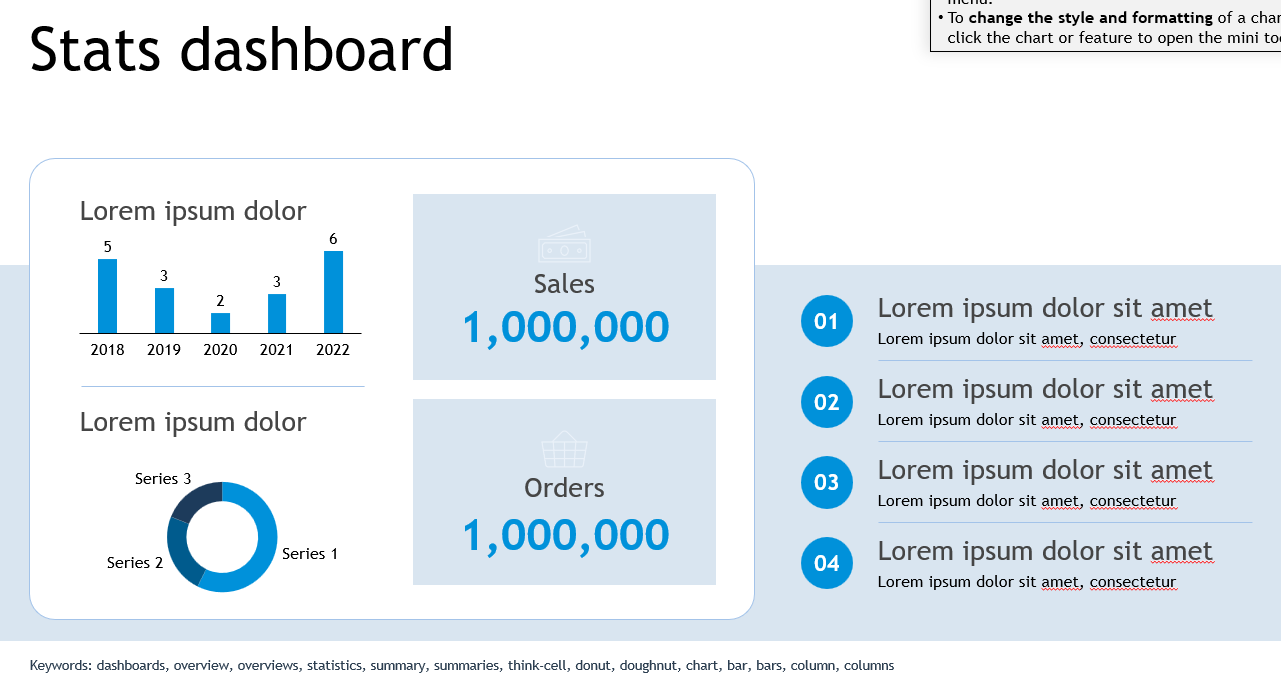 menu.
• To change the style and formatting of a
click the chart or feature to open the mini
Stats dashboard
Lorem ipsum dolor
5
3
2
3
6
2018 2019 2020 2021 2022
Lorem ipsum dolor
Series 3
Series 2
Series 1
Sales
1,000,000
Orders
1,000,000
01
Lorem ipsum dolor sit amet
Lorem ipsum dolor sit amet, consectetur
02
Lorem ipsum dolor sit amet
Lorem ipsum dolor sit amet, consectetur
03
Lorem ipsum dolor sit amet
Lorem ipsum dolor sit amet, consectetur
04
Lorem ipsum dolor sit amet
Lorem ipsum dolor sit amet, consectetur
Keywords: dashboards, overview, overviews, statistics, summary, summaries, think-cell, donut, doughnut, chart, bar, bars, column, columns